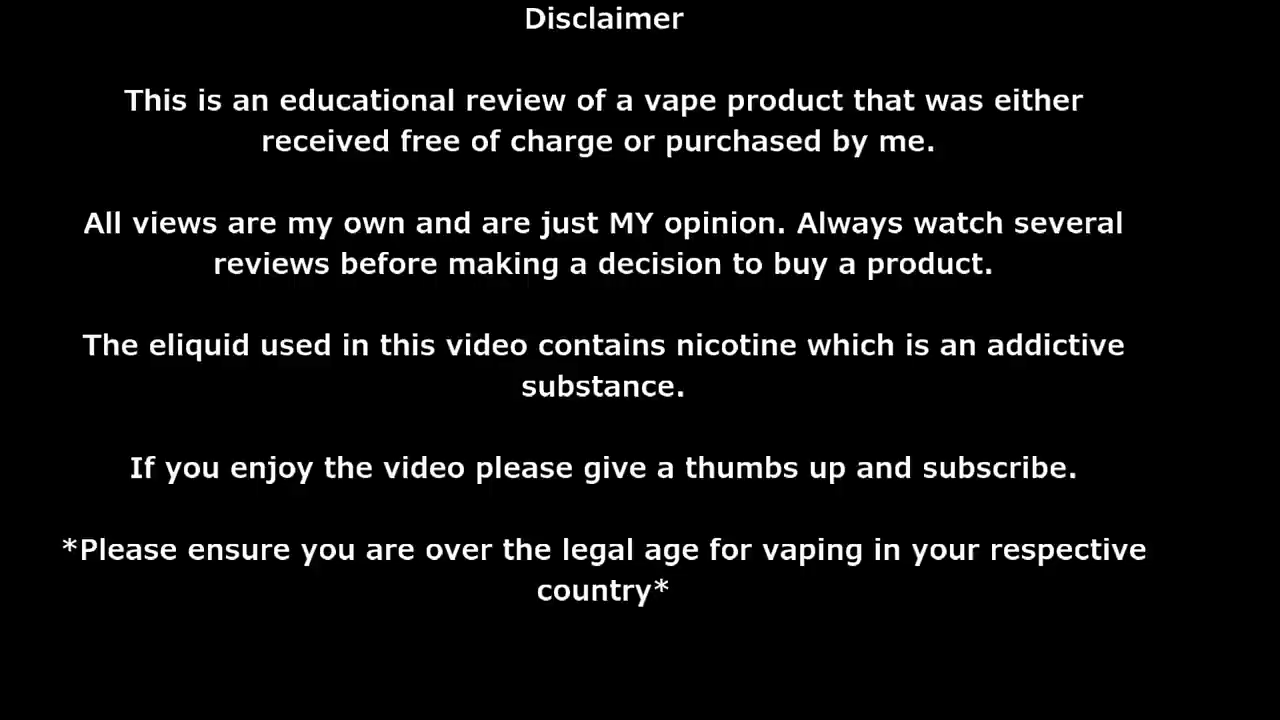 Disclaimer
This is an educational review of a vape product that was either
received free of charge or purchased by me.
All views are my own and are just MY opinion. Always watch several
reviews before making a decision to buy a product.
The eliquid used in this video contains nicotine which is an addictive
substance.
If you enjoy the video please give a thumbs up and subscribe.
*Please ensure you are over the legal age for vaping in your respective
country*